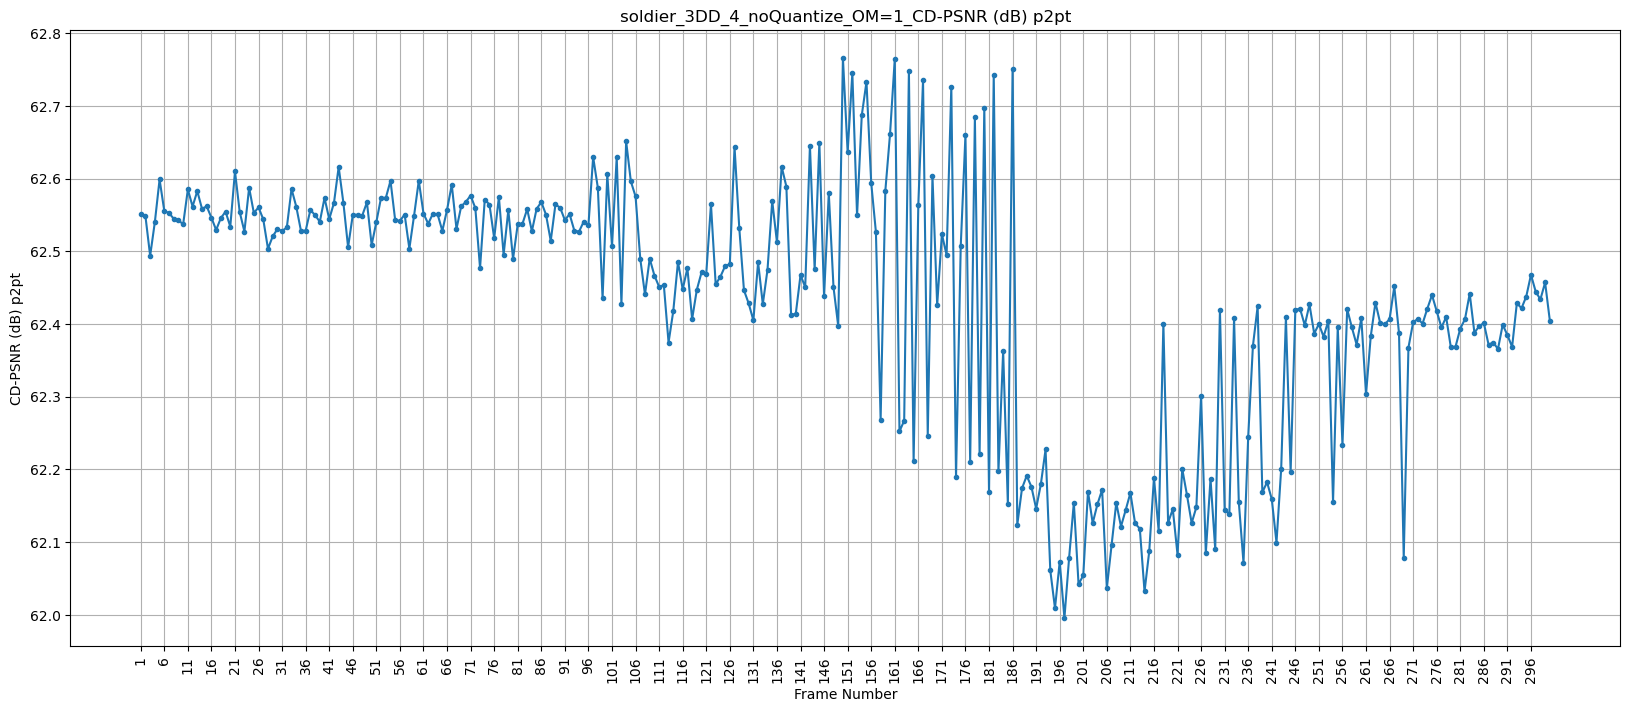 soldier_3DD_4_noQuantize_OM=1_CD-PSNR (dB) p2pt
CD-PSNR (dB) p2pt
62.8
62.7
62.6
62.5
62.4
62.3
62.2
62.1
62.0
1 6 11 16 21 26 31 36 41 46 51 56 61 66 71 76 81 86 91 96 101 106 111 116 121 126 131 136 141 146 151 156 161 166 171 176 181 186 191 196 201 206 211 216 221 226 231 236 241 246 251 256 261 266 271 276 281 286 291 296
Frame Number